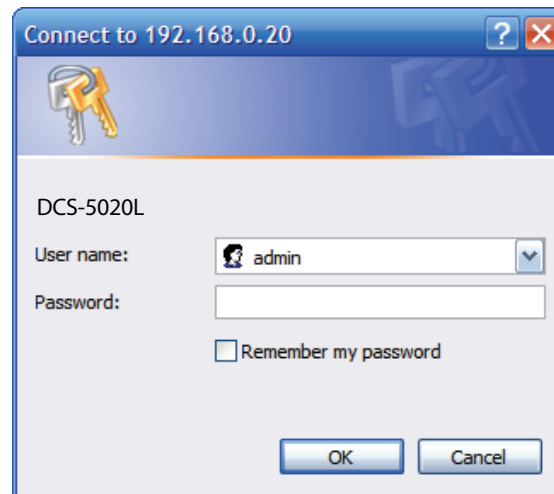 Connect to 192.168.0.20
DCS-5020L
User name: admin
Password:
Remember my password
OK Cancel